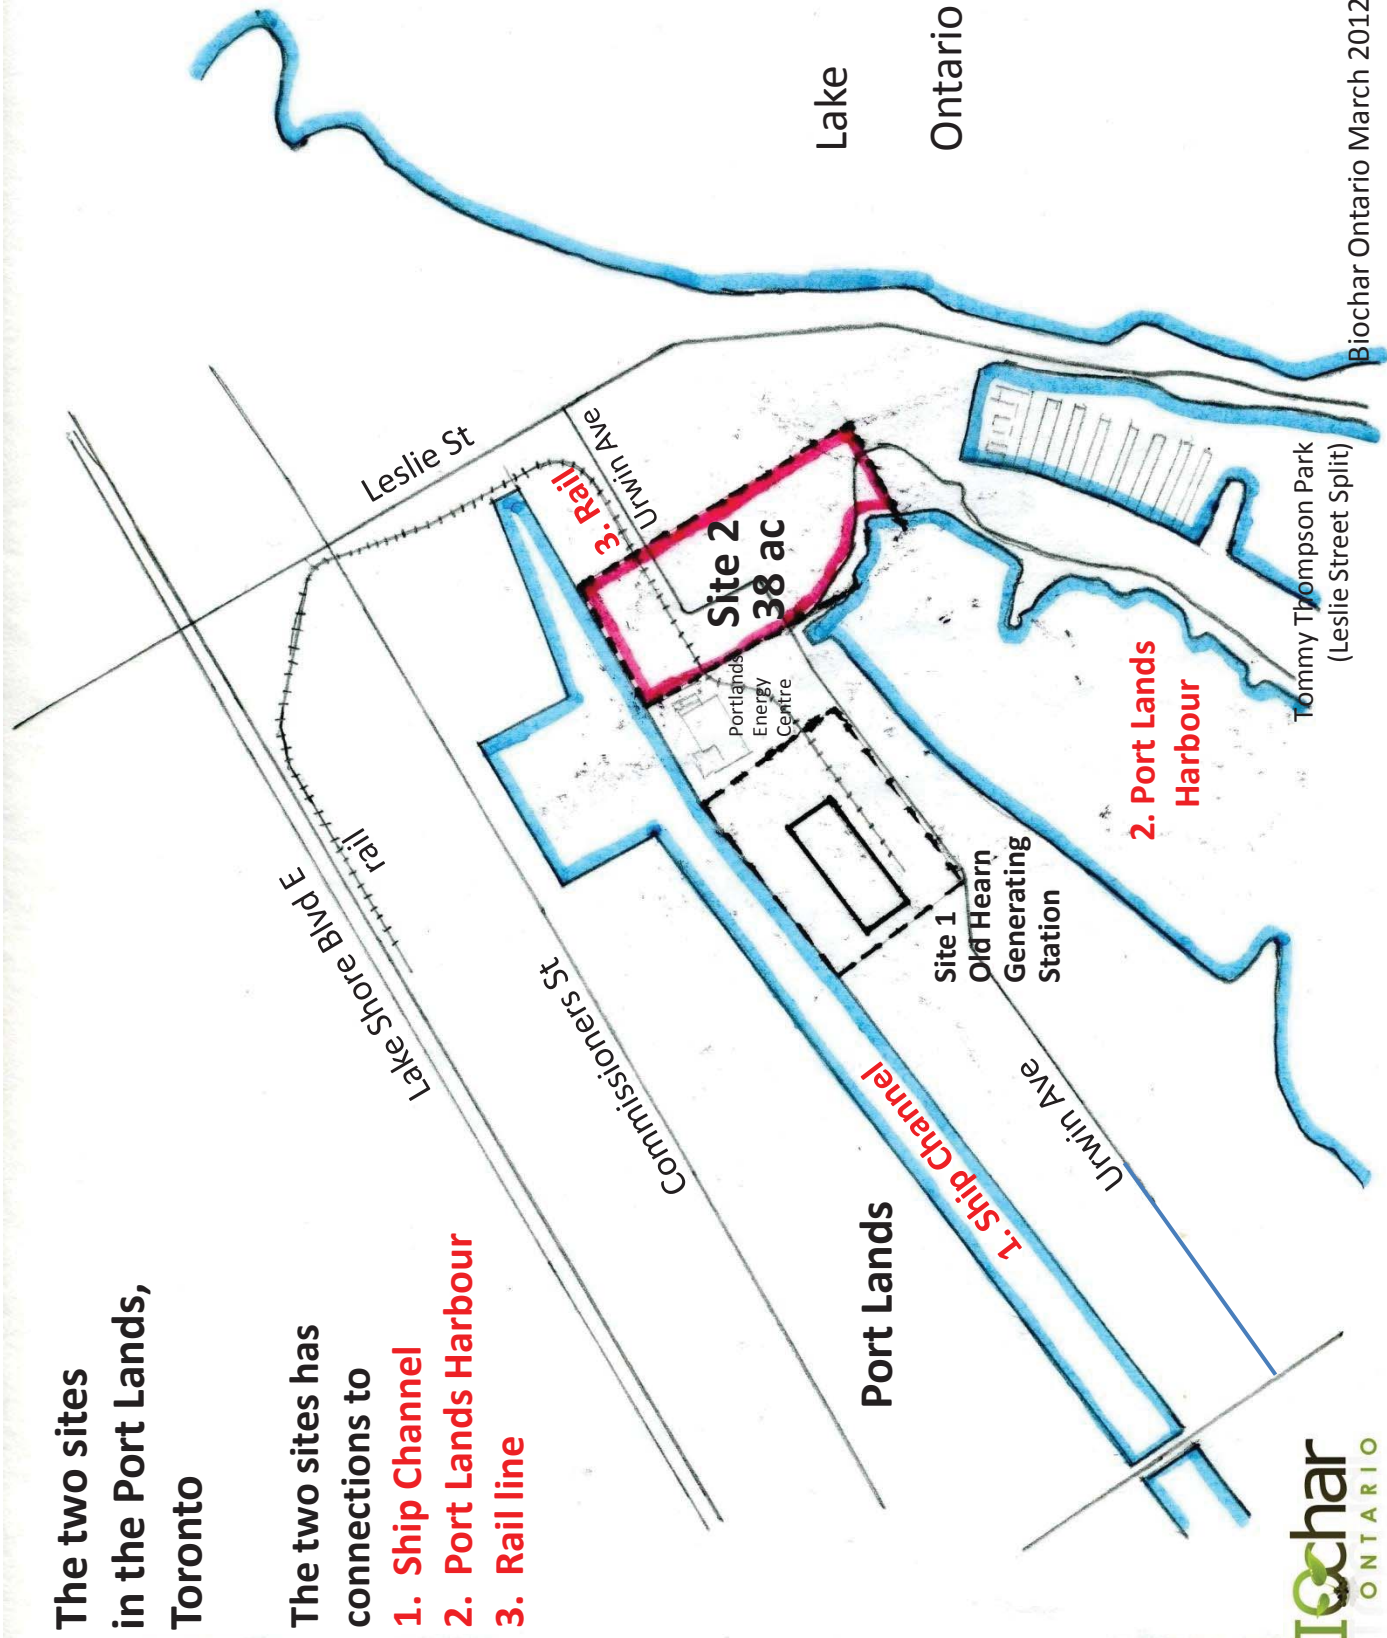 The two sites
in the Port Lands,
Toronto
The two sites has
connections to
1. Ship Channel
2. Port Lands Harbour
3. Rail line
Lake Shore Blvd E
rail
Leslie St
Commissioners St
3. Rail
Urwin Ave
Site 2
38 ac
Portlands
Energy
Centre
Lake
Ontario
Port Lands
1. Ship Channel
Site 1
Old Hearn
Generating
Station
Urwin Ave
2. Port Lands
Harbour
Tommy Thompson Park
(Leslie Street Split)
Biochar Ontario March 2012
IOchar
ONTARIO